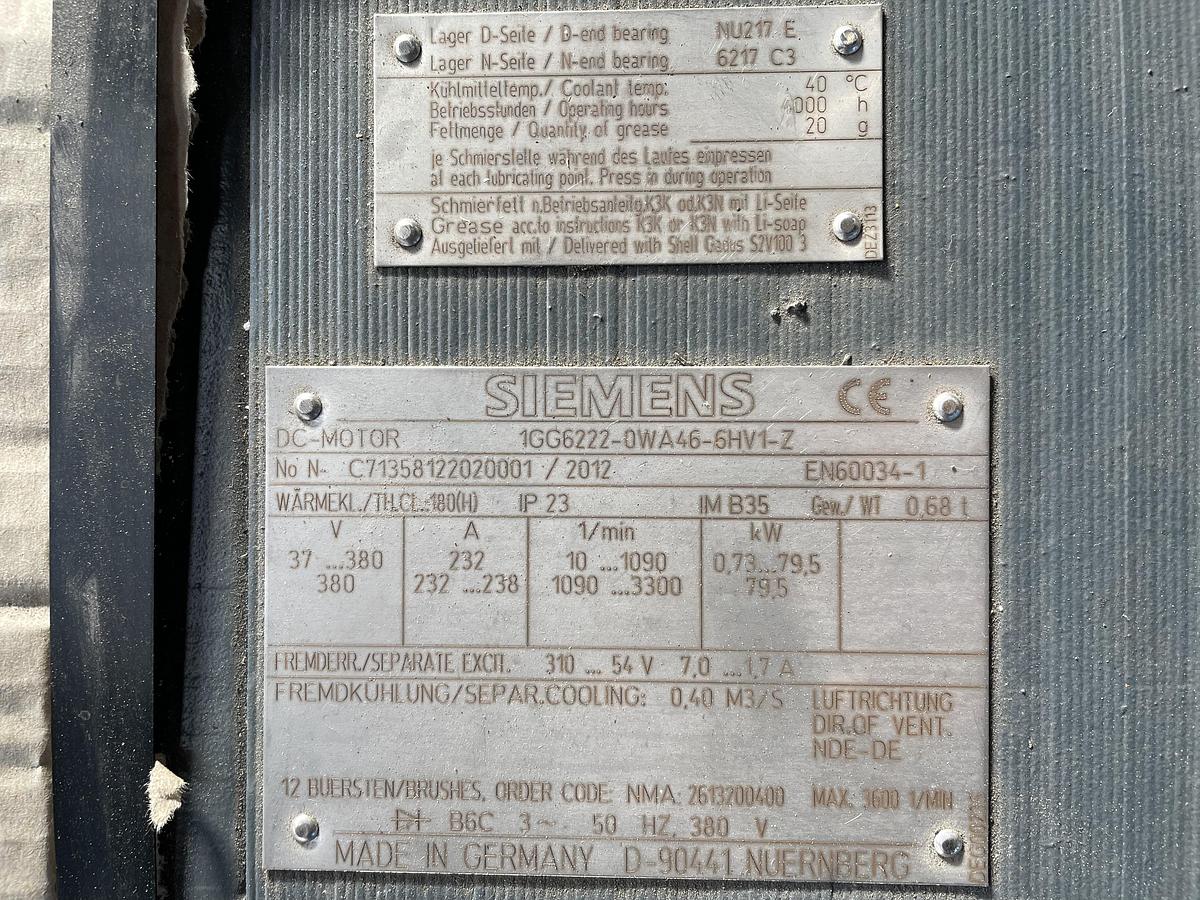 Lager D-Seite / D-end bearing NU217 E
Lager N-Seite / N-end bearing 6217 C3
Kühlmitteltemp./ Coolant temp: 40 °C
Betriebsstunden / Operating hours 4000 h
Fettmenge / Quantity of grease 20 g
je Schmierstelle während des Laufes einpressen
at each lubricating point. Press in during operation
Schmierfett n.Betriebsanleitg.K3K od.K3N mit Li-Seife
Grease acc.to instructions K3K or K3N with Li-soap
Ausgeliefert mit / Delivered with Shell Gadus S2V100 3
DEZ3113
SIEMENS CE
DC-MOTOR 1GG6222-0WA46-6HV1-Z
No N- C71358122020001 / 2012 EN60034-1
WÄRMEKL./TH.CL.:180(H) IP 23 IM B35 Gew./ WT 0,68 t
V A 1/min kW
37 ...380 232 10 ...1090 0,73...79,5
380 232 ...238 1090 ...3300 79,5
FREMDERR./SEPARATE EXCIT. 310 ... 54 V 7,0 ...1,7 A
FREMDKÜHLUNG/SEPAR.COOLING: 0,40 M3/S LUFTRICHTUNG
DIR.OF VENT.
NDE-DE
12 BUERSTEN/BRUSHES, ORDER CODE: NMA: 2613200400 MAX. 3600 1/MIN
B6C 3 ~ 50 HZ, 380 V
MADE IN GERMANY D-90441 NUERNBERG